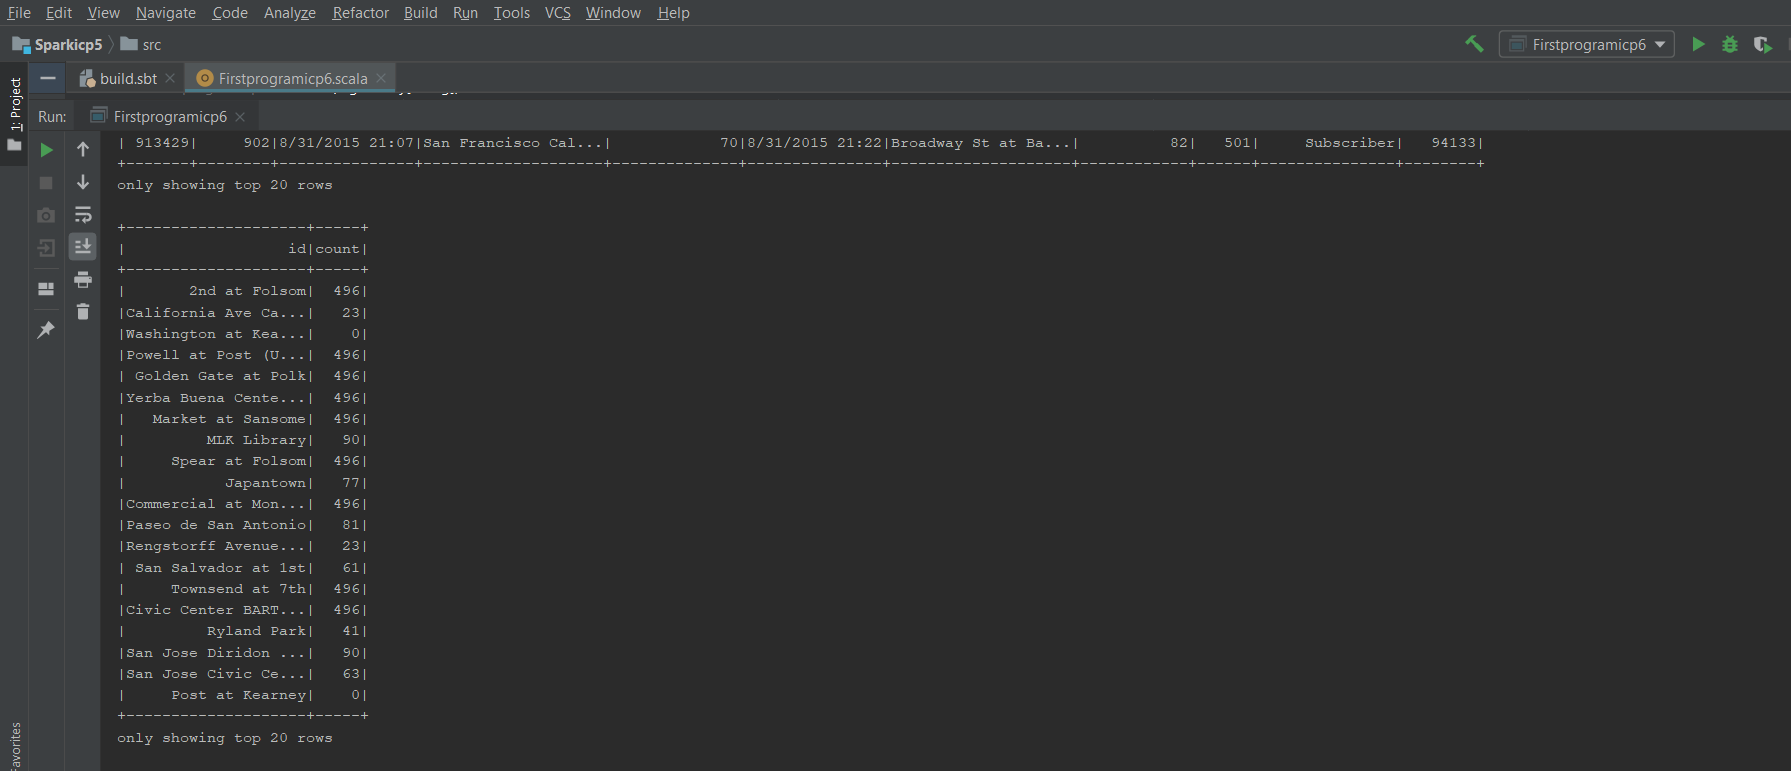 File Edit View Navigate Code Analyze Refactor Build Run Tools VCS Window Help
Sparkicp5 src Firstprogramicp6
1: Project
build.sbt Firstprogramicp6.scala
Run: Firstprogramicp6
| 913429|     902|8/31/2015 21:07|San Francisco Cal...|            70|8/31/2015 21:22|Broadway St at Ba...|          82|   501|     Subscriber|   94133|
+-------+--------+---------------+--------------------+--------------+---------------+--------------------+------------+------+---------------+--------+
only showing top 20 rows
+--------------------+-----+
|                  id|count|
+--------------------+-----+
|       2nd at Folsom|  496|
|California Ave Ca...|   23|
|Washington at Kea...|    0|
|Powell at Post (U...|  496|
| Golden Gate at Polk|  496|
|Yerba Buena Cente...|  496|
|   Market at Sansome|  496|
|         MLK Library|   90|
|     Spear at Folsom|  496|
|           Japantown|   77|
|Commercial at Mon...|  496|
|Paseo de San Antonio|   81|
|Rengstorff Avenue...|   23|
| San Salvador at 1st|   61|
|     Townsend at 7th|  496|
|Civic Center BART...|  496|
|         Ryland Park|   41|
|San Jose Diridon ...|   90|
|San Jose Civic Ce...|   63|
|     Post at Kearney|    0|
+--------------------+-----+
only showing top 20 rows
avorites